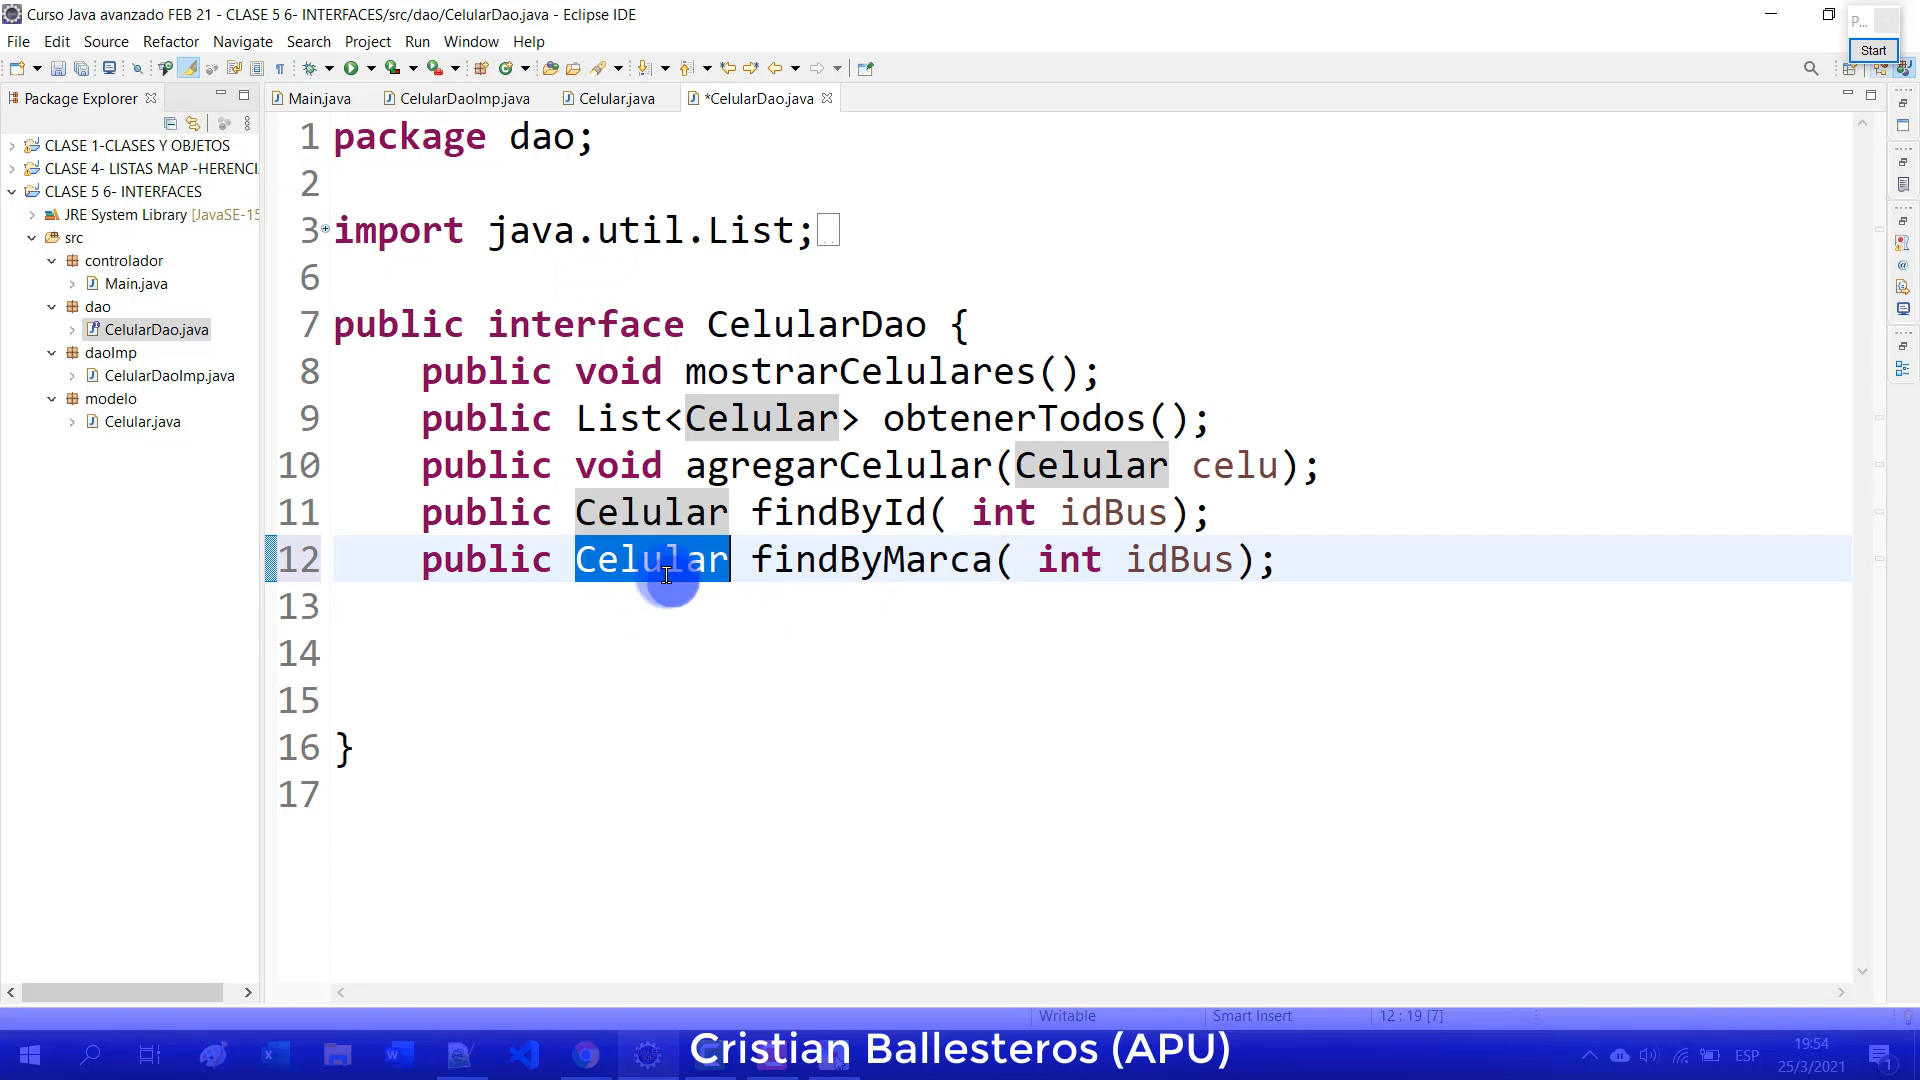 Curso Java avanzado FEB 21 - CLASE 5 6- INTERFACES/src/dao/CelularDao.java - Eclipse IDE
P...
Start
File Edit Source Refactor Navigate Search Project Run Window Help
Package Explorer
Main.java CelularDaoImp.java Celular.java *CelularDao.java
CLASE 1-CLASES Y OBJETOS
CLASE 4- LISTAS MAP -HERENCI
CLASE 5 6- INTERFACES
JRE System Library [JavaSE-15
src
controlador
Main.java
dao
CelularDao.java
daoImp
CelularDaoImp.java
modelo
Celular.java
1 package dao;
2
3 import java.util.List;
6
7 public interface CelularDao {
8 public void mostrarCelulares();
9 public List<Celular> obtenerTodos();
10 public void agregarCelular(Celular celu);
11 public Celular findById( int idBus);
12 public Celular findByMarca( int idBus);
13
14
15
16 }
17
Writable Smart Insert 12 : 19 [7]
Cristian Ballesteros (APU)
ESP
19:54
25/3/2021